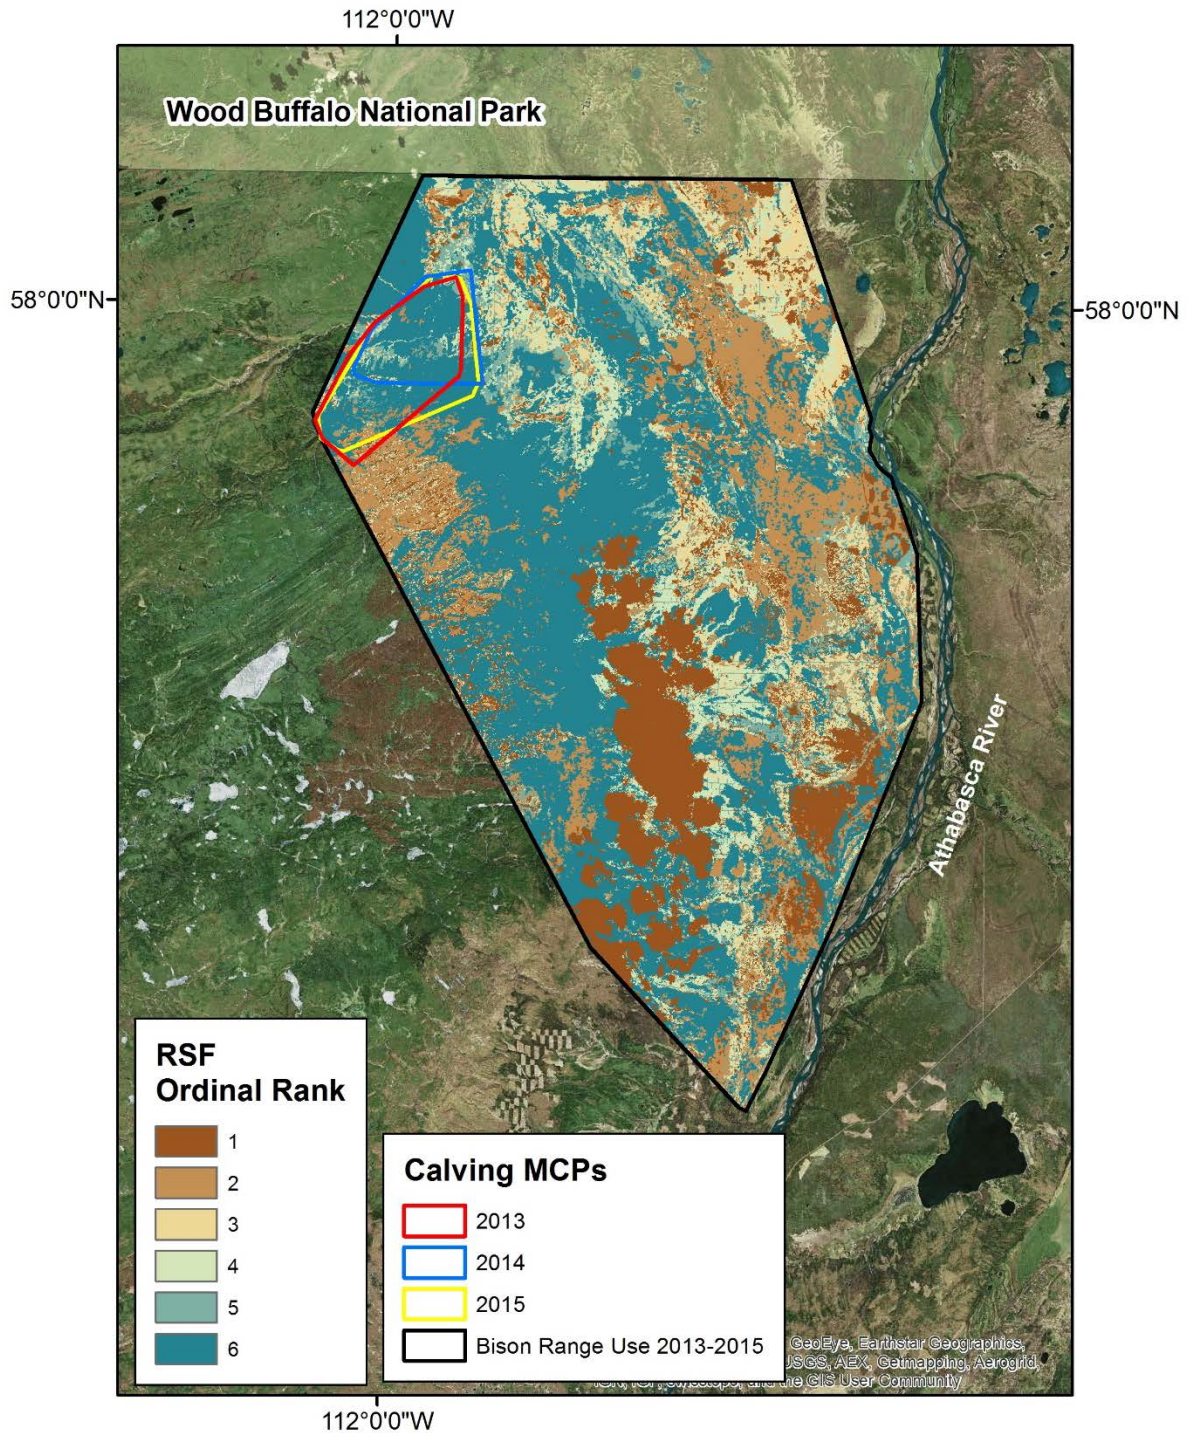 112°0'0"W
Wood Buffalo National Park
58°0'0"N
58°0'0"N
Athabasca River
RSF
Ordinal Rank
1
2
3
4
5
6
Calving MCPs
2013
2014
2015
Bison Range Use 2013-2015
GeoEye, Earthstar Geographics,
AEX, Getmapping, Aerogrid,
the GIS User Community
112°0'0"W